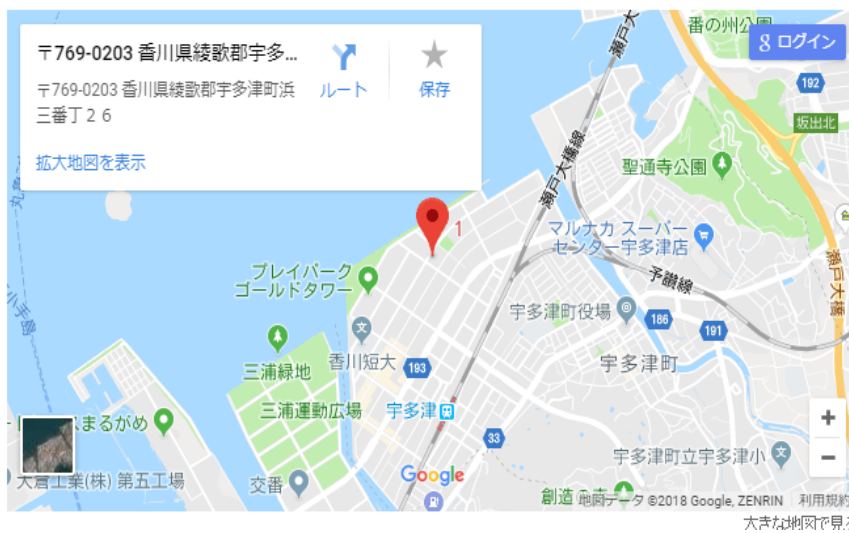 〒769-0203 香川県綾歌郡宇多...
〒769-0203 香川県綾歌郡宇多津町浜
三番丁２６
ルート
保存
拡大地図を表示
ログイン
番の州公園
瀬戸大
192
坂出北
瀬戸大橋線
聖通寺公園
1
マルナカ スーパー
センター宇多津店
瀬戸大橋
予讃線
プレイパーク
ゴールドタワー
小手島
宇多津町役場
186
191
宇多津町
香川短大
193
三浦緑地
三浦運動広場
宇多津
33
まるがめ
大倉工業(株) 第五工場
交番
Google
宇多津町立宇多津小
+
−
創造の
地図データ ©2018 Google, ZENRIN
利用規約
大きな地図で見る